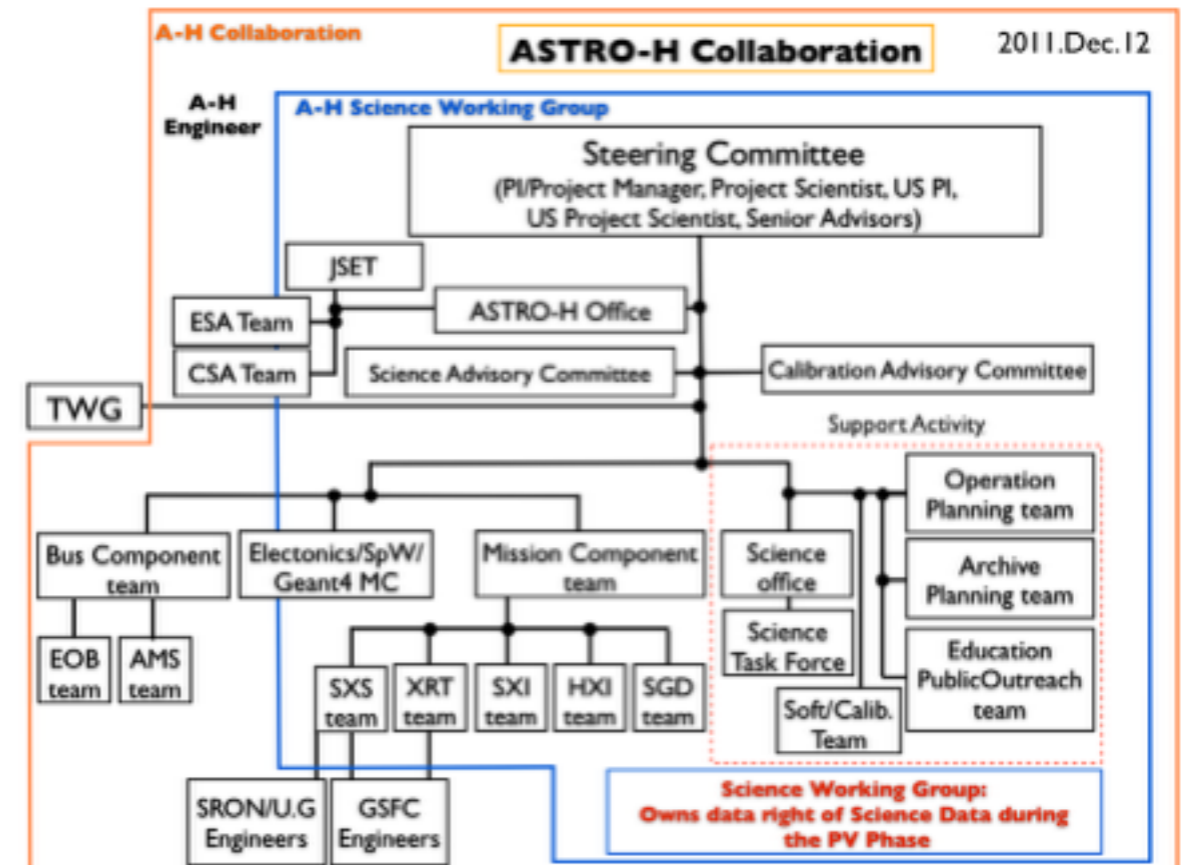 A-H Collaboration
ASTRO-H Collaboration
2011.Dec.12
A-H
Engineer
A-H Science Working Group
Steering Committee
(PI/Project Manager, Project Scientist, US PI,
US Project Scientist, Senior Advisors)
JSET
ESA Team
ASTRO-H Office
CSA Team
Science Advisory Committee
Calibration Advisory Committee
TWG
Support Activity
Operation
Planning team
Bus Component
team
Electonics/SpW/
Geant4 MC
Mission Component
team
Science
office
Archive
Planning team
EOB
team
AMS
team
SXS
team
XRT
team
SXI
team
HXI
team
SGD
team
Science
Task Force
Education
PublicOutreach
team
Soft/Calib.
Team
SRON/U.G
Engineers
GSFC
Engineers
Science Working Group:
Owns data right of Science Data during
the PV Phase